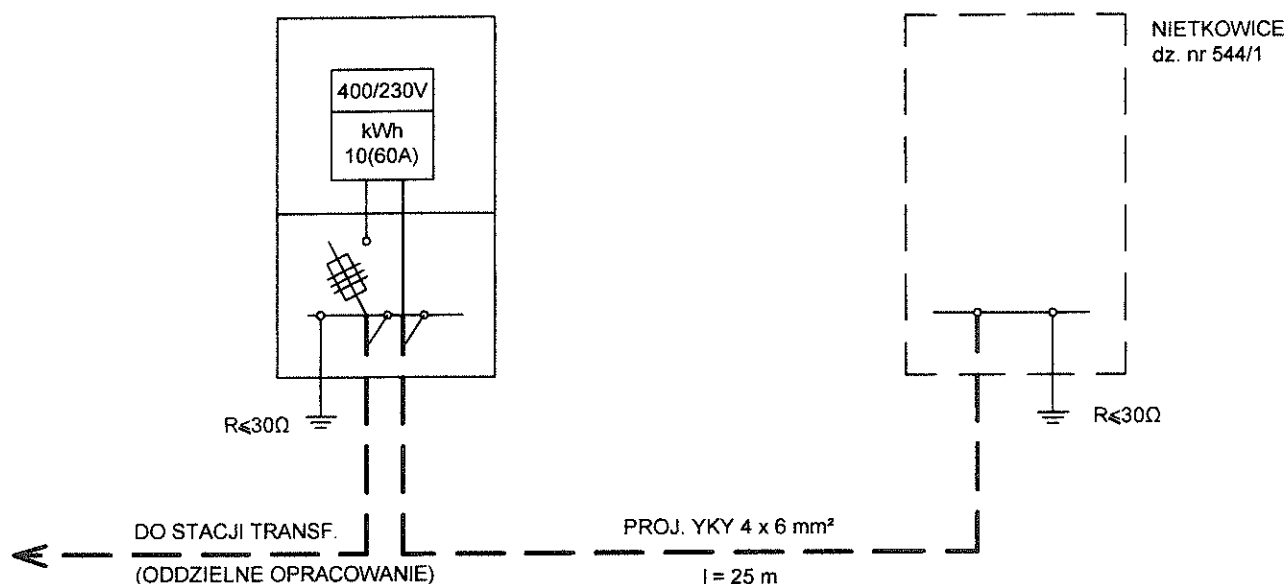 NIETKOWICE
dz. nr 544/1
400/230V
kWh
10(60A)
R⩽30Ω
R⩽30Ω
DO STACJI TRANSF.
(ODDZIELNE OPRACOWANIE)
PROJ. YKY 4 x 6 mm²
l = 25 m